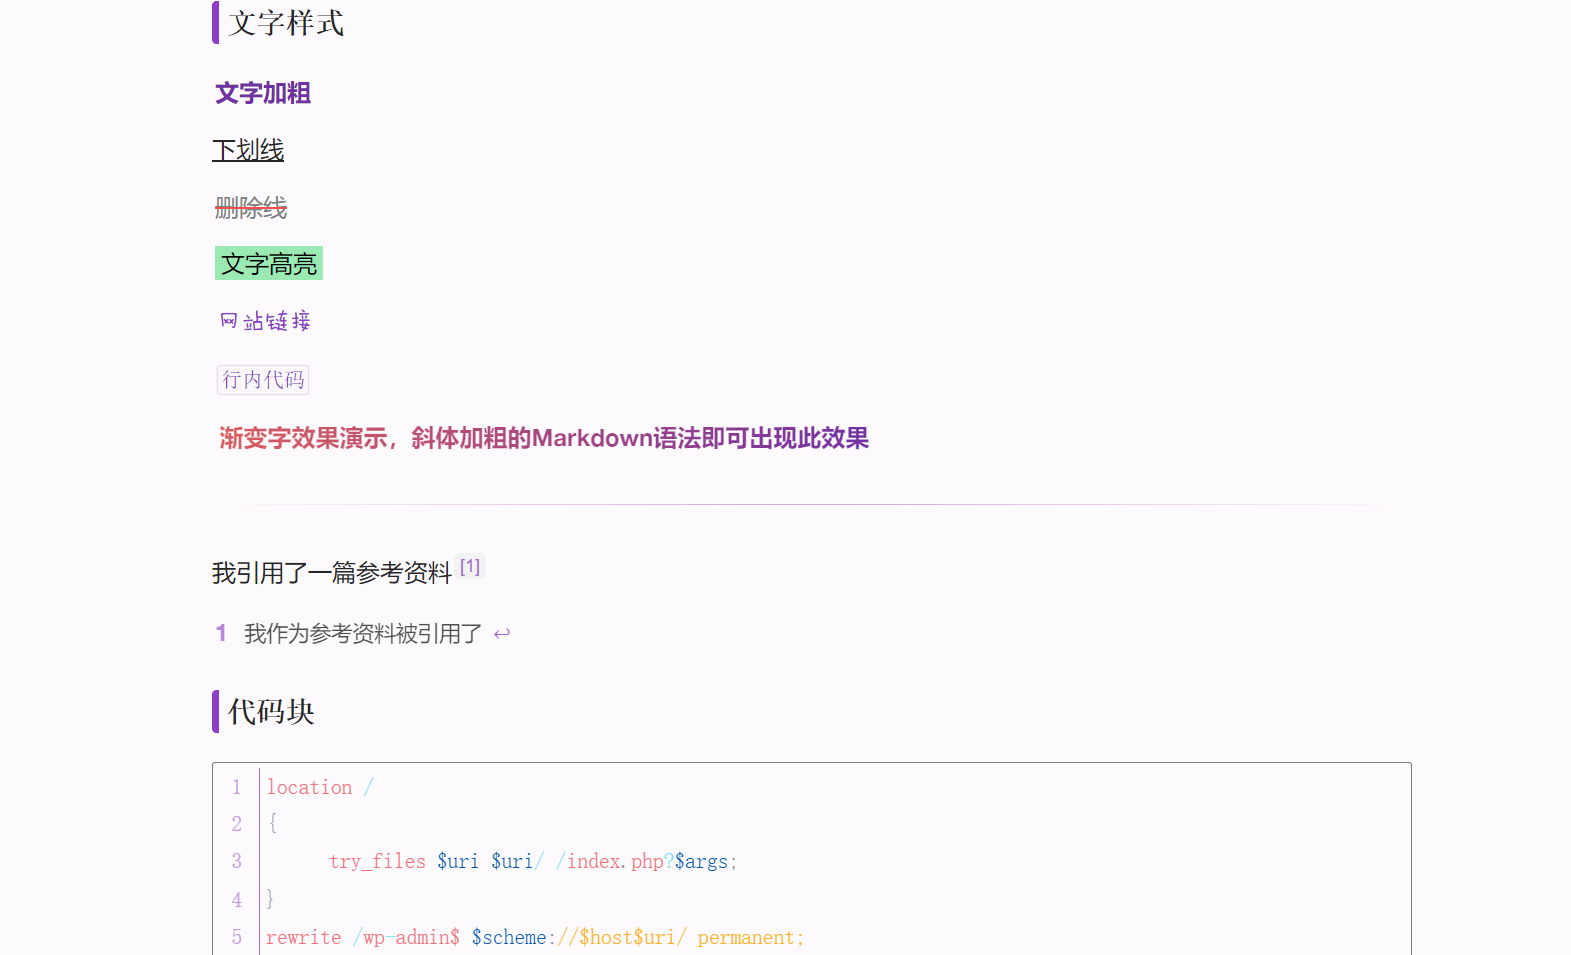 文字样式
文字加粗
下划线
删除线
文字高亮
网站链接
行内代码
渐变字效果演示，斜体加粗的Markdown语法即可出现此效果
我引用了一篇参考资料[1]
1 我作为参考资料被引用了 ↩
代码块
1 location /
2 {
3 try_files $uri $uri/ /index.php?$args;
4 }
5 rewrite /wp-admin$ $scheme://$host$uri/ permanent;